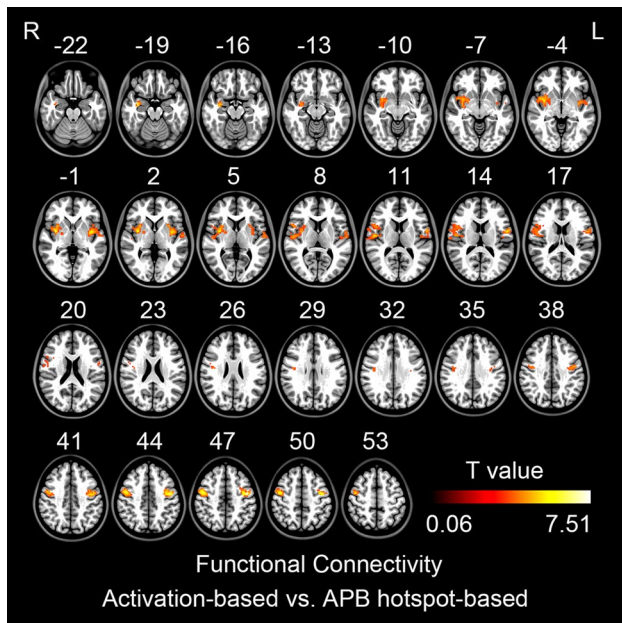 R L
-22 -19 -16 -13 -10 -7 -4
-1 2 5 8 11 14 17
20 23 26 29 32 35 38
41 44 47 50 53
T value
0.06 7.51
Functional Connectivity
Activation-based vs. APB hotspot-based